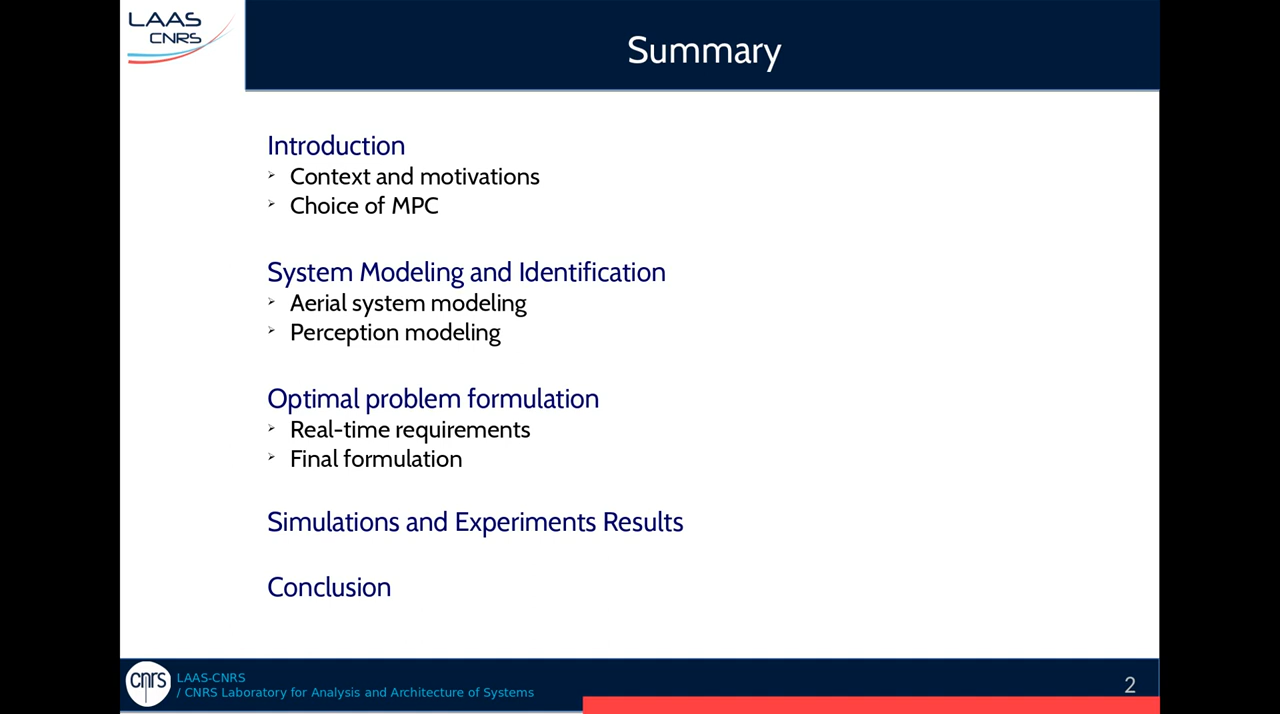 LAAS
CNRS
Summary
Introduction
Context and motivations
Choice of MPC
System Modeling and Identification
Aerial system modeling
Perception modeling
Optimal problem formulation
Real-time requirements
Final formulation
Simulations and Experiments Results
Conclusion
cnrs
LAAS-CNRS
/ CNRS Laboratory for Analysis and Architecture of Systems
2